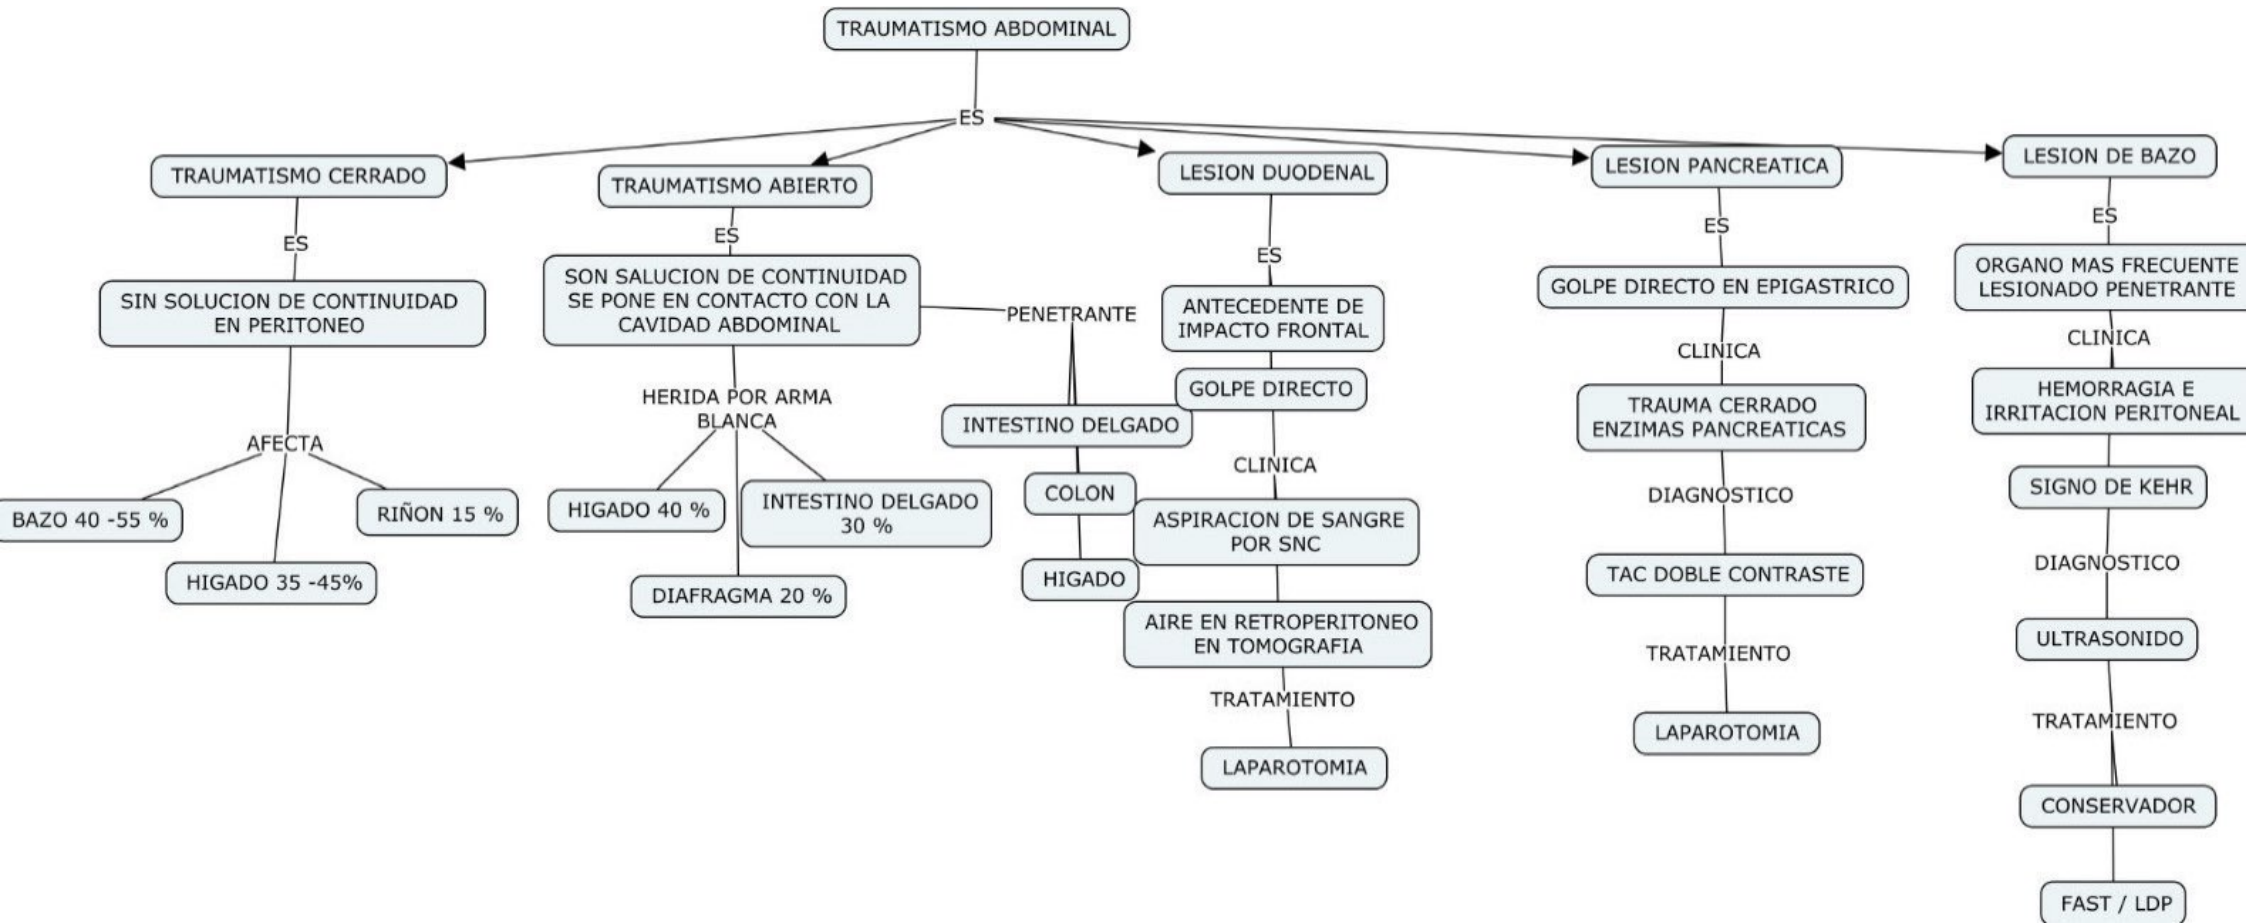 TRAUMATISMO ABDOMINAL
ES
TRAUMATISMO CERRADO
ES
SIN SOLUCION DE CONTINUIDAD
EN PERITONEO
AFECTA
BAZO 40 -55 %
HIGADO 35 -45%
RIÑON 15 %
TRAUMATISMO ABIERTO
ES
SON SALUCION DE CONTINUIDAD
SE PONE EN CONTACTO CON LA
CAVIDAD ABDOMINAL
HERIDA POR ARMA
BLANCA
HIGADO 40 %
DIAFRAGMA 20 %
INTESTINO DELGADO
30 %
PENETRANTE
INTESTINO DELGADO
COLON
HIGADO
LESION DUODENAL
ES
ANTECEDENTE DE
IMPACTO FRONTAL
GOLPE DIRECTO
CLINICA
ASPIRACION DE SANGRE
POR SNC
AIRE EN RETROPERITONEO
EN TOMOGRAFIA
TRATAMIENTO
LAPAROTOMIA
LESION PANCREATICA
ES
GOLPE DIRECTO EN EPIGASTRICO
CLINICA
TRAUMA CERRADO
ENZIMAS PANCREATICAS
DIAGNOSTICO
TAC DOBLE CONTRASTE
TRATAMIENTO
LAPAROTOMIA
LESION DE BAZO
ES
ORGANO MAS FRECUENTE
LESIONADO PENETRANTE
CLINICA
HEMORRAGIA E
IRRITACION PERITONEAL
SIGNO DE KEHR
DIAGNOSTICO
ULTRASONIDO
TRATAMIENTO
CONSERVADOR
FAST / LDP